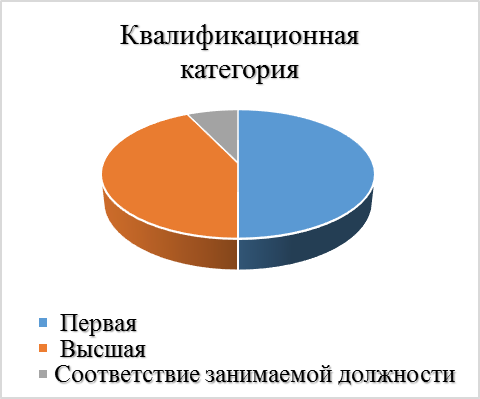 Квалификационная
категория
Первая
Высшая
Соответствие занимаемой должности